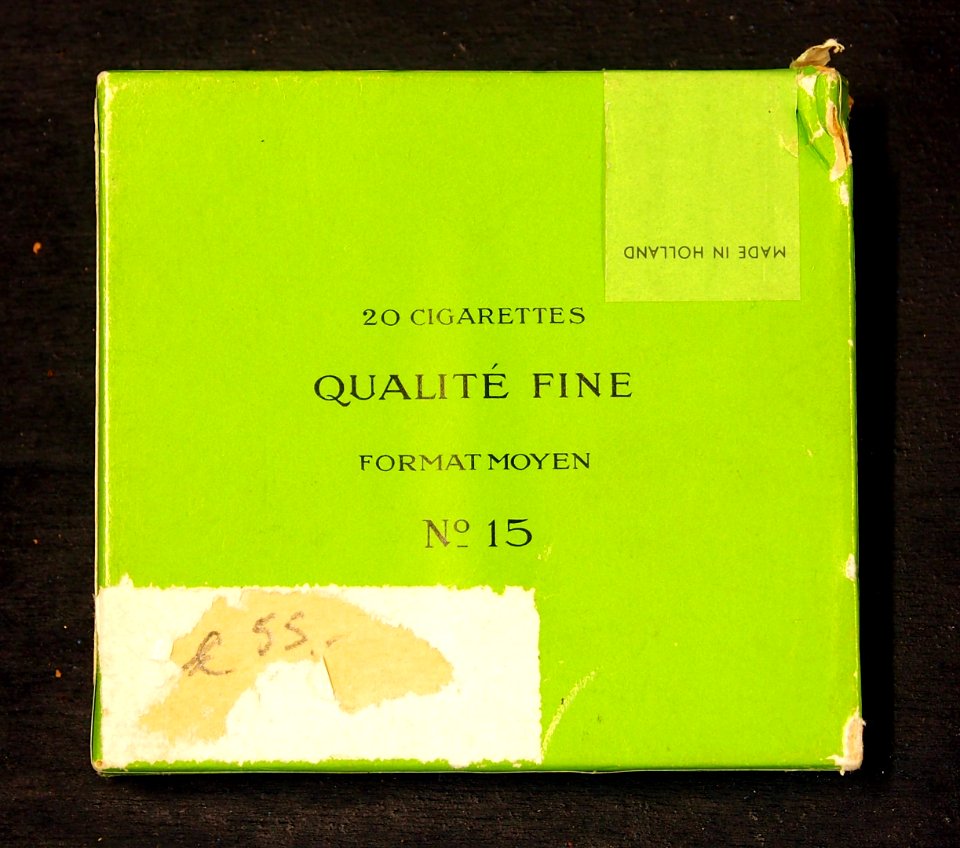 MADE IN HOLLAND
20 CIGARETTES
QUALITÉ FINE
FORMAT MOYEN
Nº 15
55.-